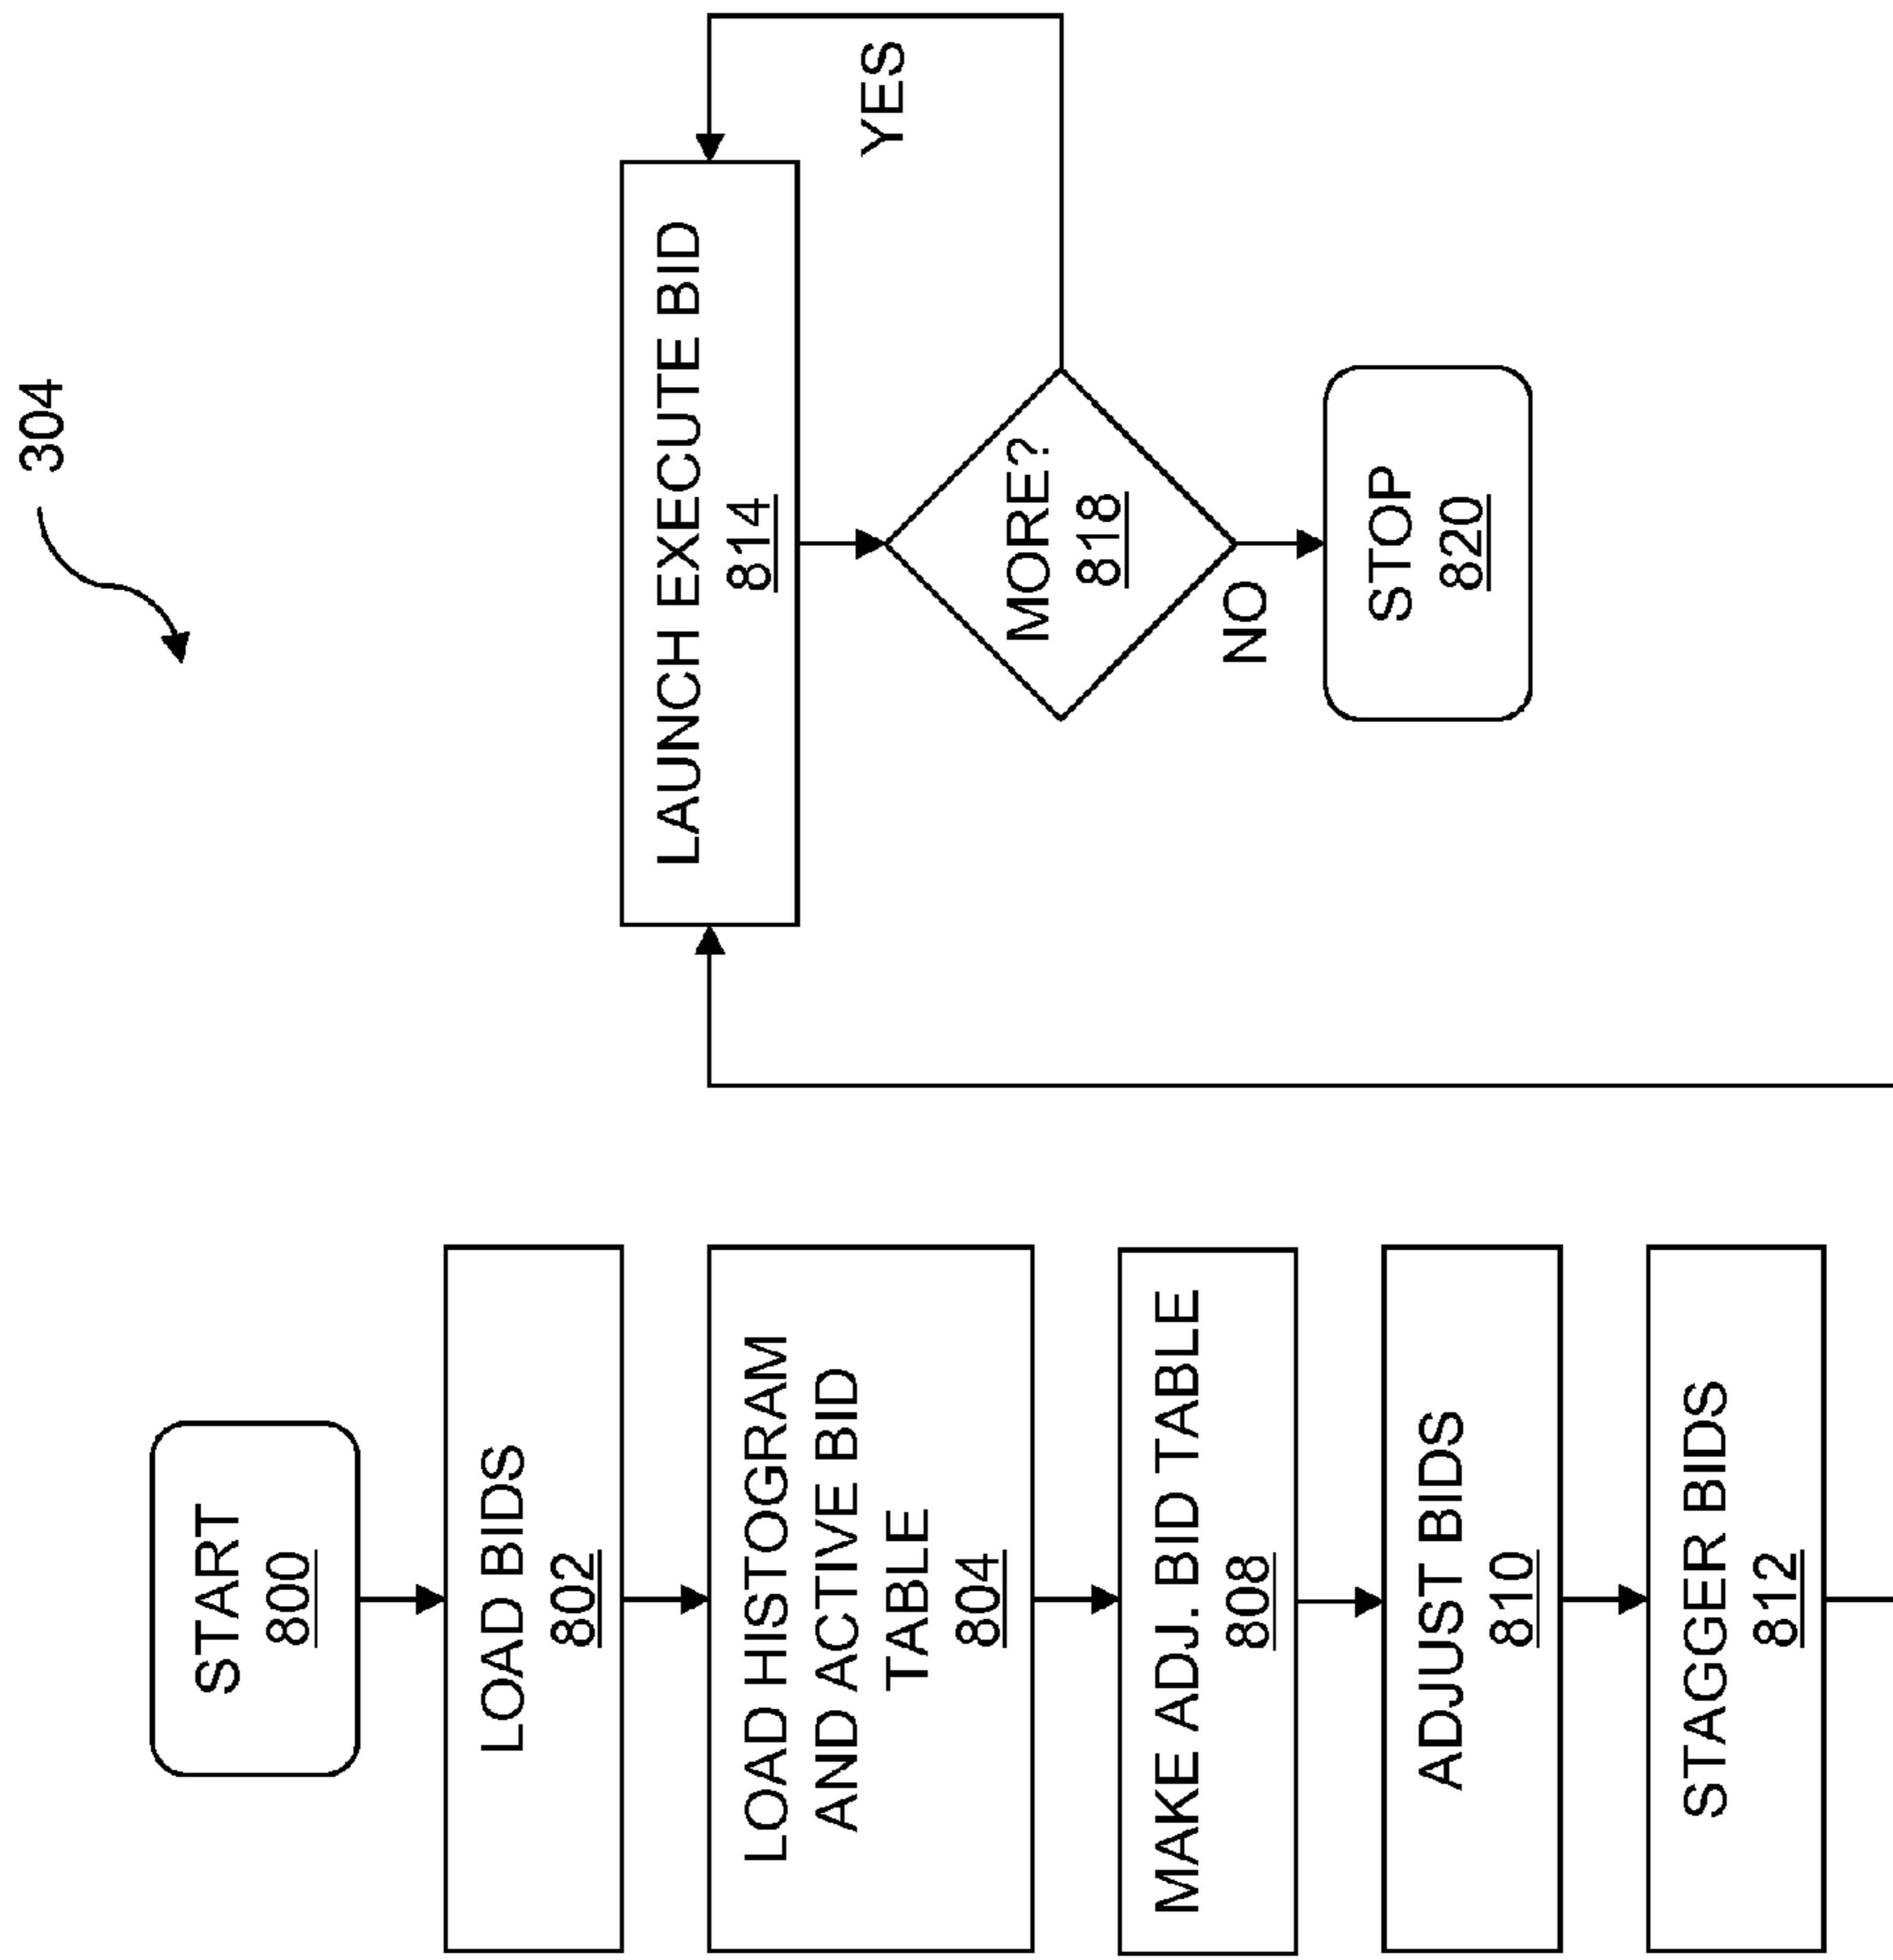 304
START
800
LOAD BIDS
802
LOAD HISTOGRAM
AND ACTIVE BID
TABLE
804
MAKE ADJ. BID TABLE
808
ADJUST BIDS
810
STAGGER BIDS
812
LAUNCH EXECUTE BID
814
YES
MORE?
818
NO
STOP
820